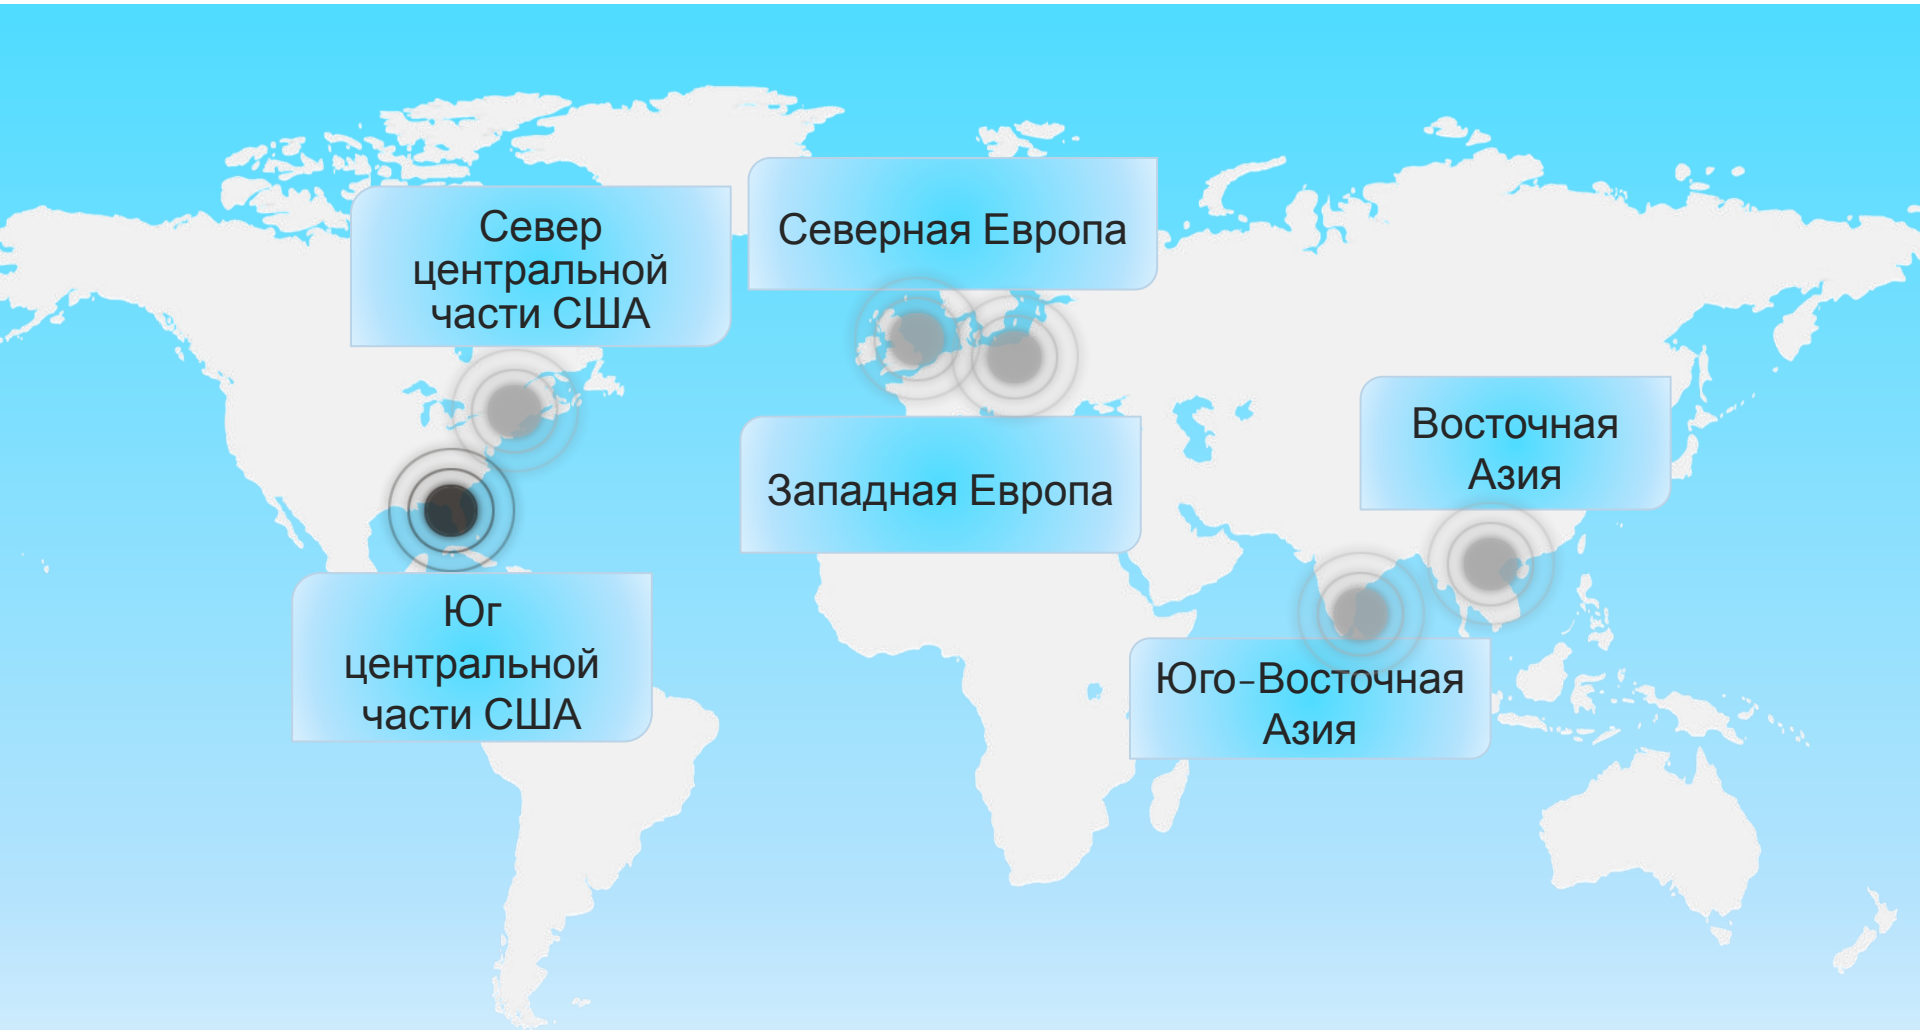 Север
центральной
части США
Северная Европа
Западная Европа
Восточная
Азия
Юг
центральной
части США
Юго-Восточная
Азия